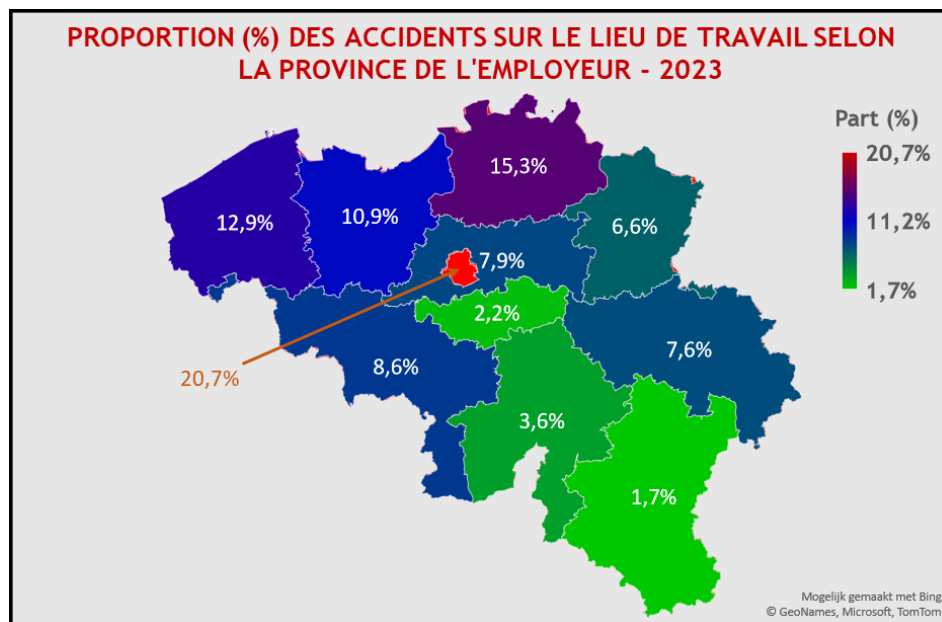 PROPORTION (%) DES ACCIDENTS SUR LE LIEU DE TRAVAIL SELON
LA PROVINCE DE L'EMPLOYEUR - 2023
Part (%)
20,7%
11,2%
1,7%
15,3%
12,9%
10,9%
6,6%
7,9%
2,2%
7,6%
8,6%
20,7%
3,6%
1,7%
Mogelijk gemaakt met Bing
© GeoNames, Microsoft, TomTom